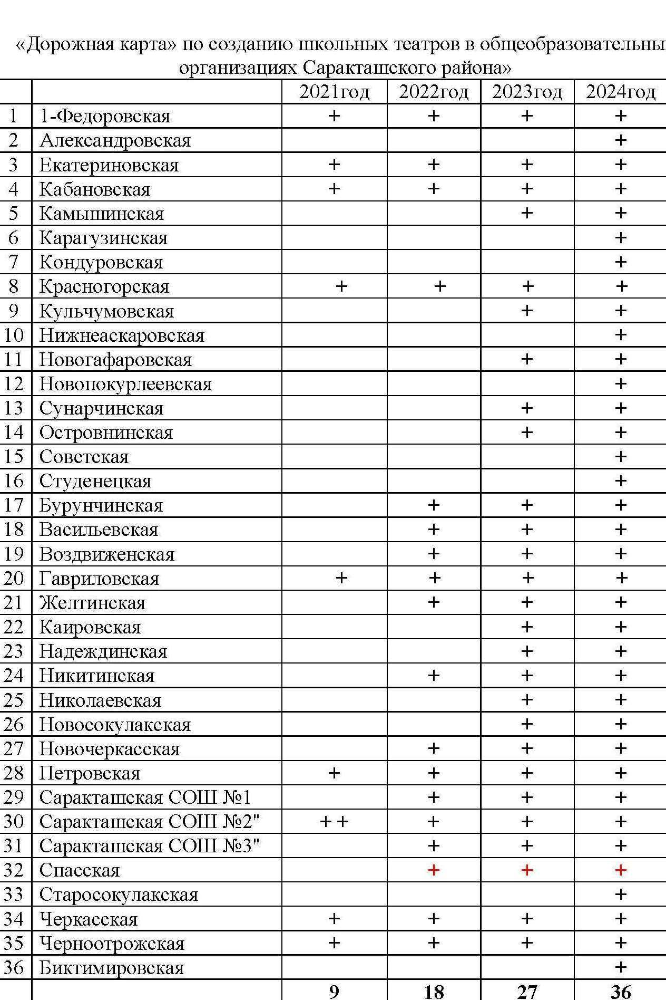 «Дорожная карта» по созданию школьных театров в общеобразовательны
организациях Саракташского района»
2021год 2022год 2023год 2024год
1 1-Федоровская + + + +
2 Александровская +
3 Екатериновская + + + +
4 Кабановская + + + +
5 Камышинская + +
6 Карагузинская +
7 Кондуровская +
8 Красногорская + + + +
9 Кульчумовская + +
10 Нижнеаскаровская +
11 Новогафаровская + +
12 Новопокурлеевская +
13 Сунарчинская + +
14 Островнинская + +
15 Советская +
16 Студенецкая +
17 Бурунчинская + + +
18 Васильевская + + +
19 Воздвиженская + + +
20 Гавриловская + + + +
21 Желтинская + + +
22 Каировская + +
23 Надеждинская + +
24 Никитинская + + +
25 Николаевская + +
26 Новосокулакская + +
27 Новочеркасская + + +
28 Петровская + + + +
29 Саракташская СОШ №1 + + +
30 Саракташская СОШ №2" + + + + +
31 Саракташская СОШ №3" + + +
32 Спасская + + +
33 Старосокулакская +
34 Черкасская + + + +
35 Черноотрожская + + + +
36 Биктимировская +
9 18 27 36